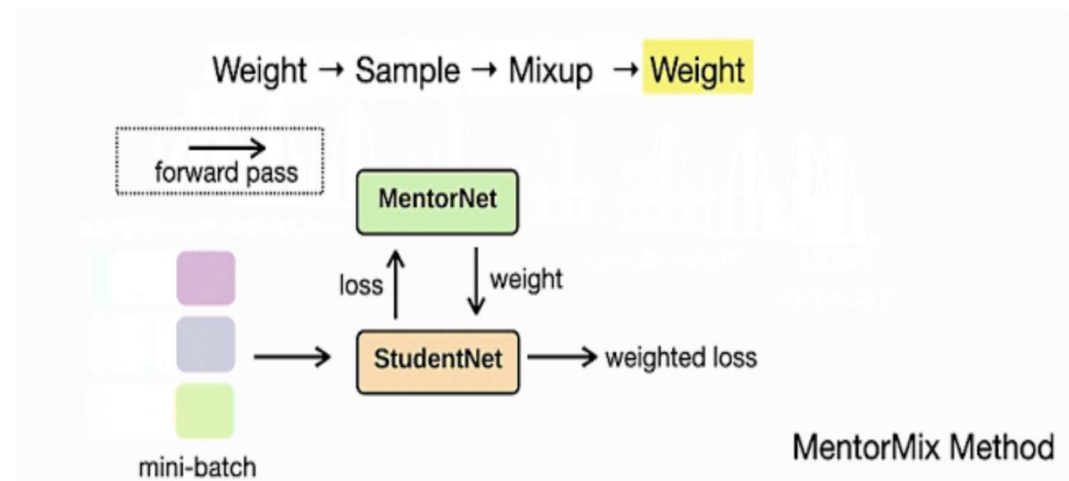 Weight → Sample → Mixup → Weight
forward pass
MentorNet
loss
weight
StudentNet
weighted loss
mini-batch
MentorMix Method